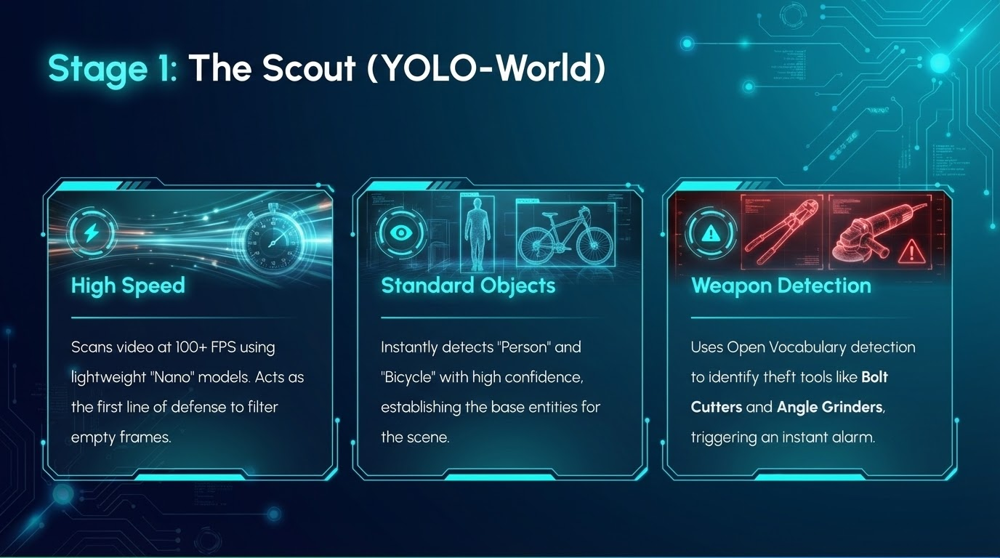 Stage 1: The Scout (YOLO-World)
High Speed
Scans video at 100+ FPS using
lightweight "Nano" models. Acts as
the first line of defense to filter
empty frames.
Standard Objects
Instantly detects "Person" and
"Bicycle" with high confidence,
establishing the base entities for
the scene.
Weapon Detection
Uses Open Vocabulary detection
to identify theft tools like Bolt
Cutters and Angle Grinders,
triggering an instant alarm.